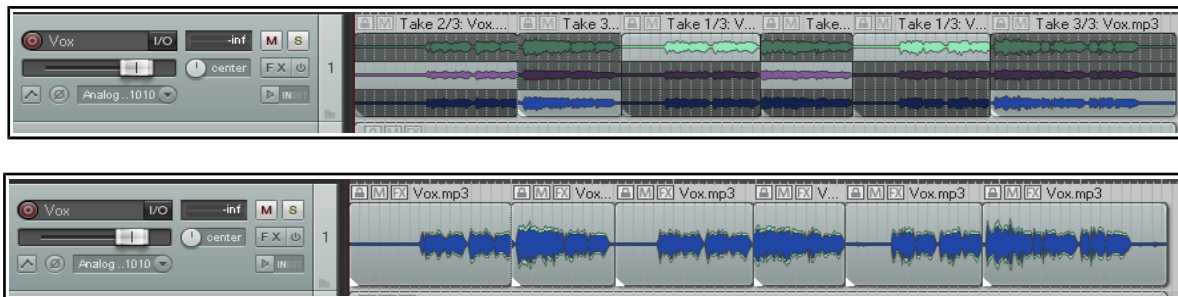 Take 2/3: Vox.... Take 3... Take 1/3: V... Take... Take 1/3: V... Take 3/3: Vox.mp3
Vox I/O -inf M S
center FX 1
Analog ..1010 IN OUT
Vox.mp3 Vox... Vox.mp3 V... Vox.mp3 Vox.mp3
Vox I/O -inf M S
center FX 1
Analog ..1010 IN OUT